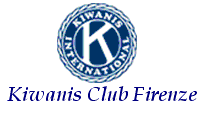 KIWANIS
K
INTERNATIONAL
Kiwanis Club Firenze